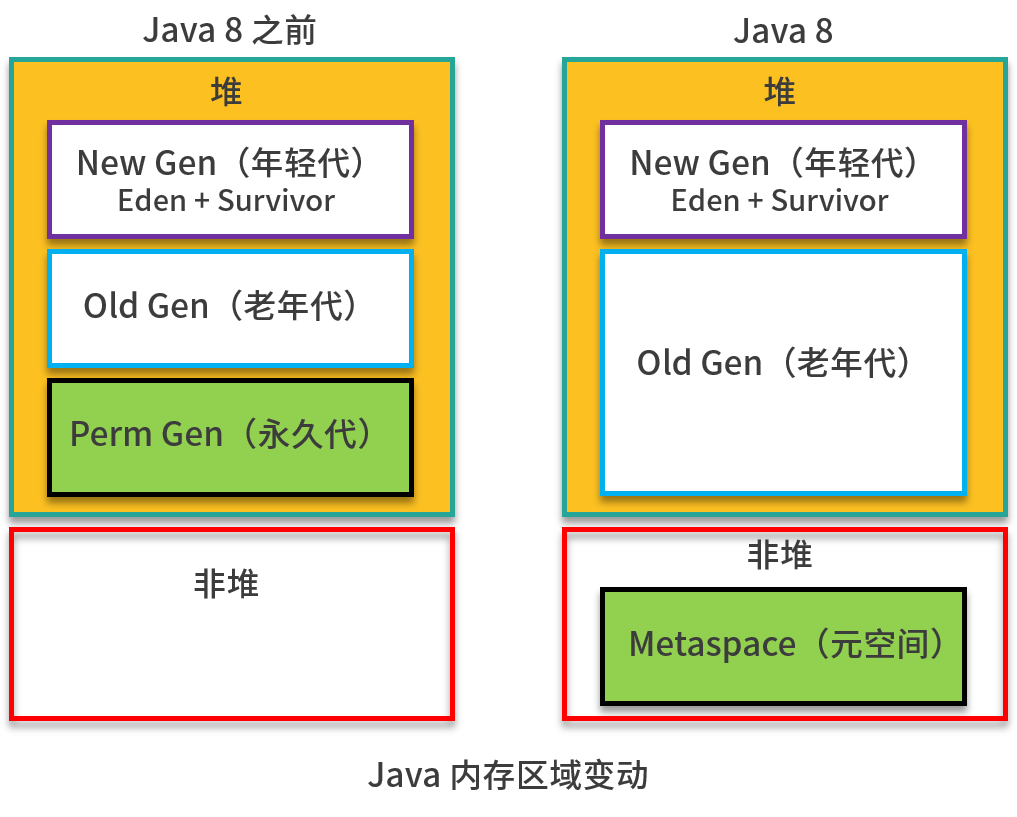 Java 8 之前
堆
New Gen（年轻代）
Eden + Survivor
Old Gen（老年代）
Perm Gen（永久代）
非堆
Java 8
堆
New Gen（年轻代）
Eden + Survivor
Old Gen（老年代）
非堆
Metaspace（元空间）
Java 内存区域变动